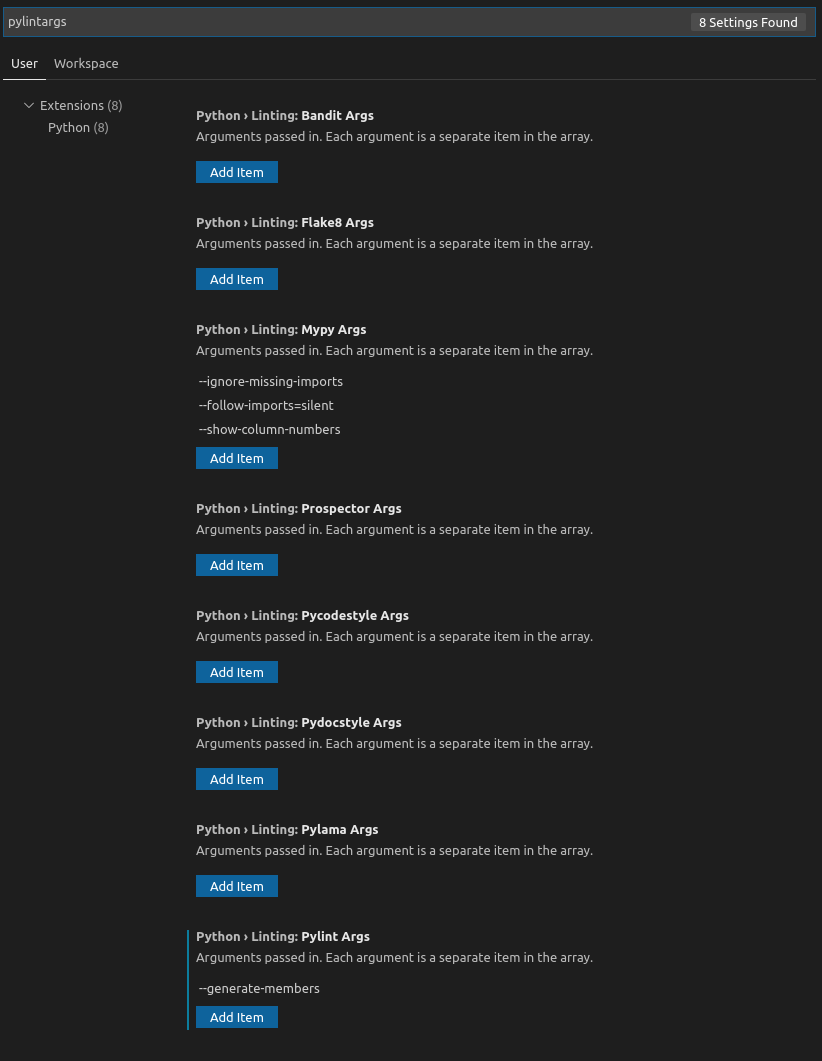 pylintargs
8 Settings Found
User Workspace
Extensions (8)
Python (8)
Python › Linting: Bandit Args
Arguments passed in. Each argument is a separate item in the array.
Add Item
Python › Linting: Flake8 Args
Arguments passed in. Each argument is a separate item in the array.
Add Item
Python › Linting: Mypy Args
Arguments passed in. Each argument is a separate item in the array.
--ignore-missing-imports
--follow-imports=silent
--show-column-numbers
Add Item
Python › Linting: Prospector Args
Arguments passed in. Each argument is a separate item in the array.
Add Item
Python › Linting: Pycodestyle Args
Arguments passed in. Each argument is a separate item in the array.
Add Item
Python › Linting: Pydocstyle Args
Arguments passed in. Each argument is a separate item in the array.
Add Item
Python › Linting: Pylama Args
Arguments passed in. Each argument is a separate item in the array.
Add Item
Python › Linting: Pylint Args
Arguments passed in. Each argument is a separate item in the array.
--generate-members
Add Item